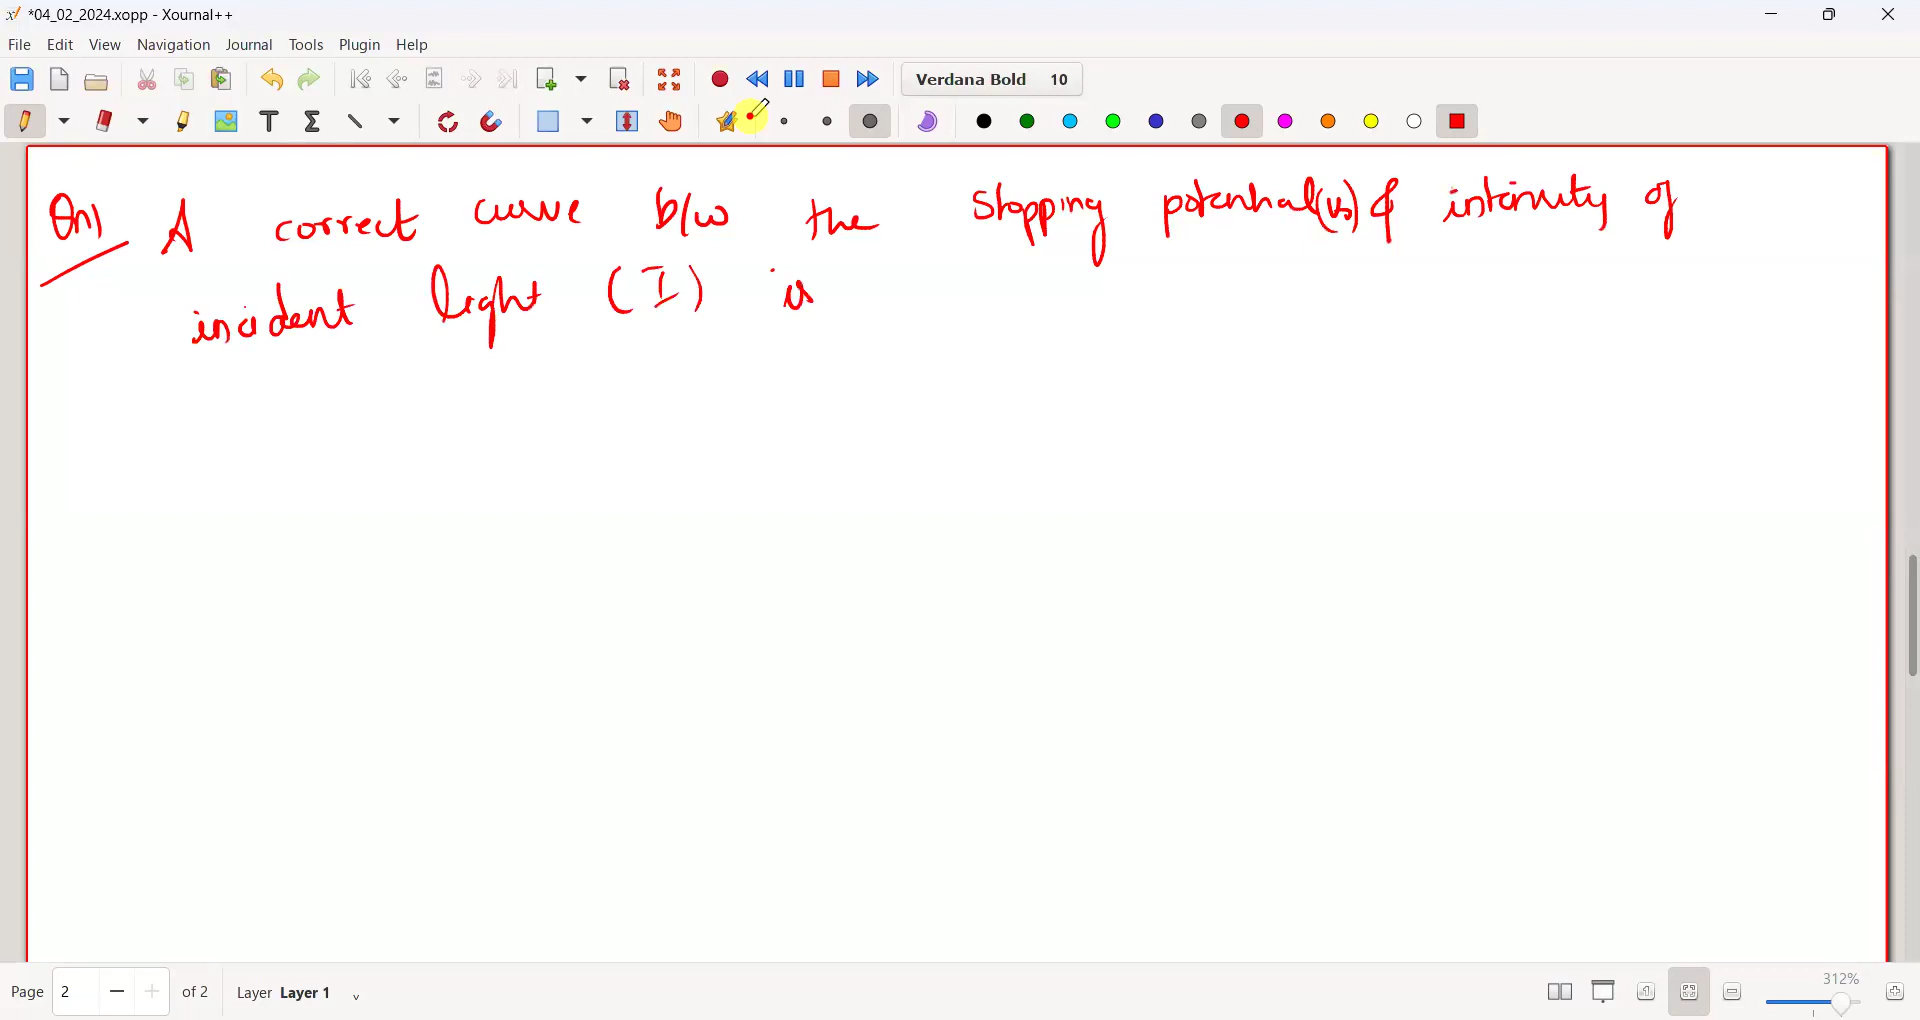 *04_02_2024.xopp - Xournal++
File Edit View Navigation Journal Tools Plugin Help
Verdana Bold 10
Qn) A correct curve b/w the stopping potential(vs) & intensity of
incident light (I) is
Page 2 of 2 Layer Layer 1
312%